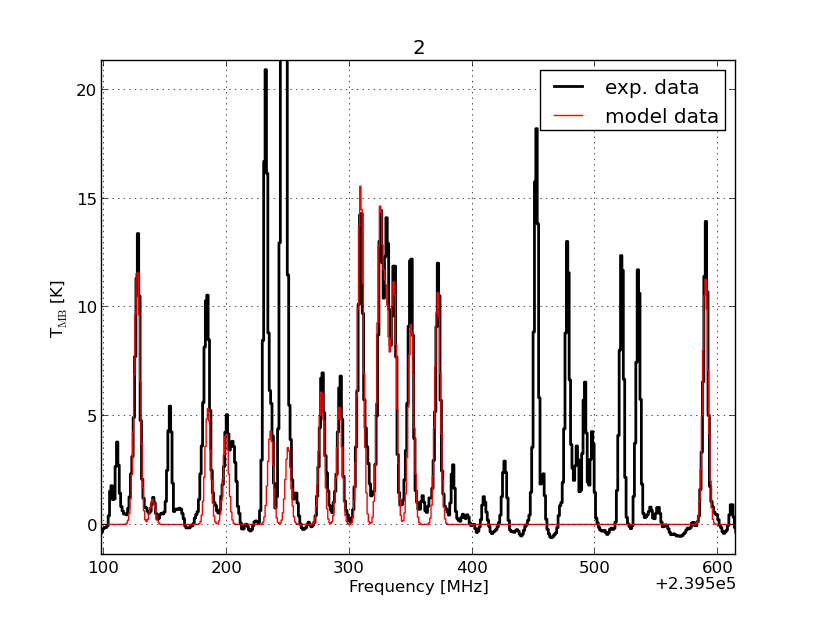 2
exp. data
model data
T_MB [K]
20
15
10
5
0
100 200 300 400 500 600
Frequency [MHz]
+2.395e5